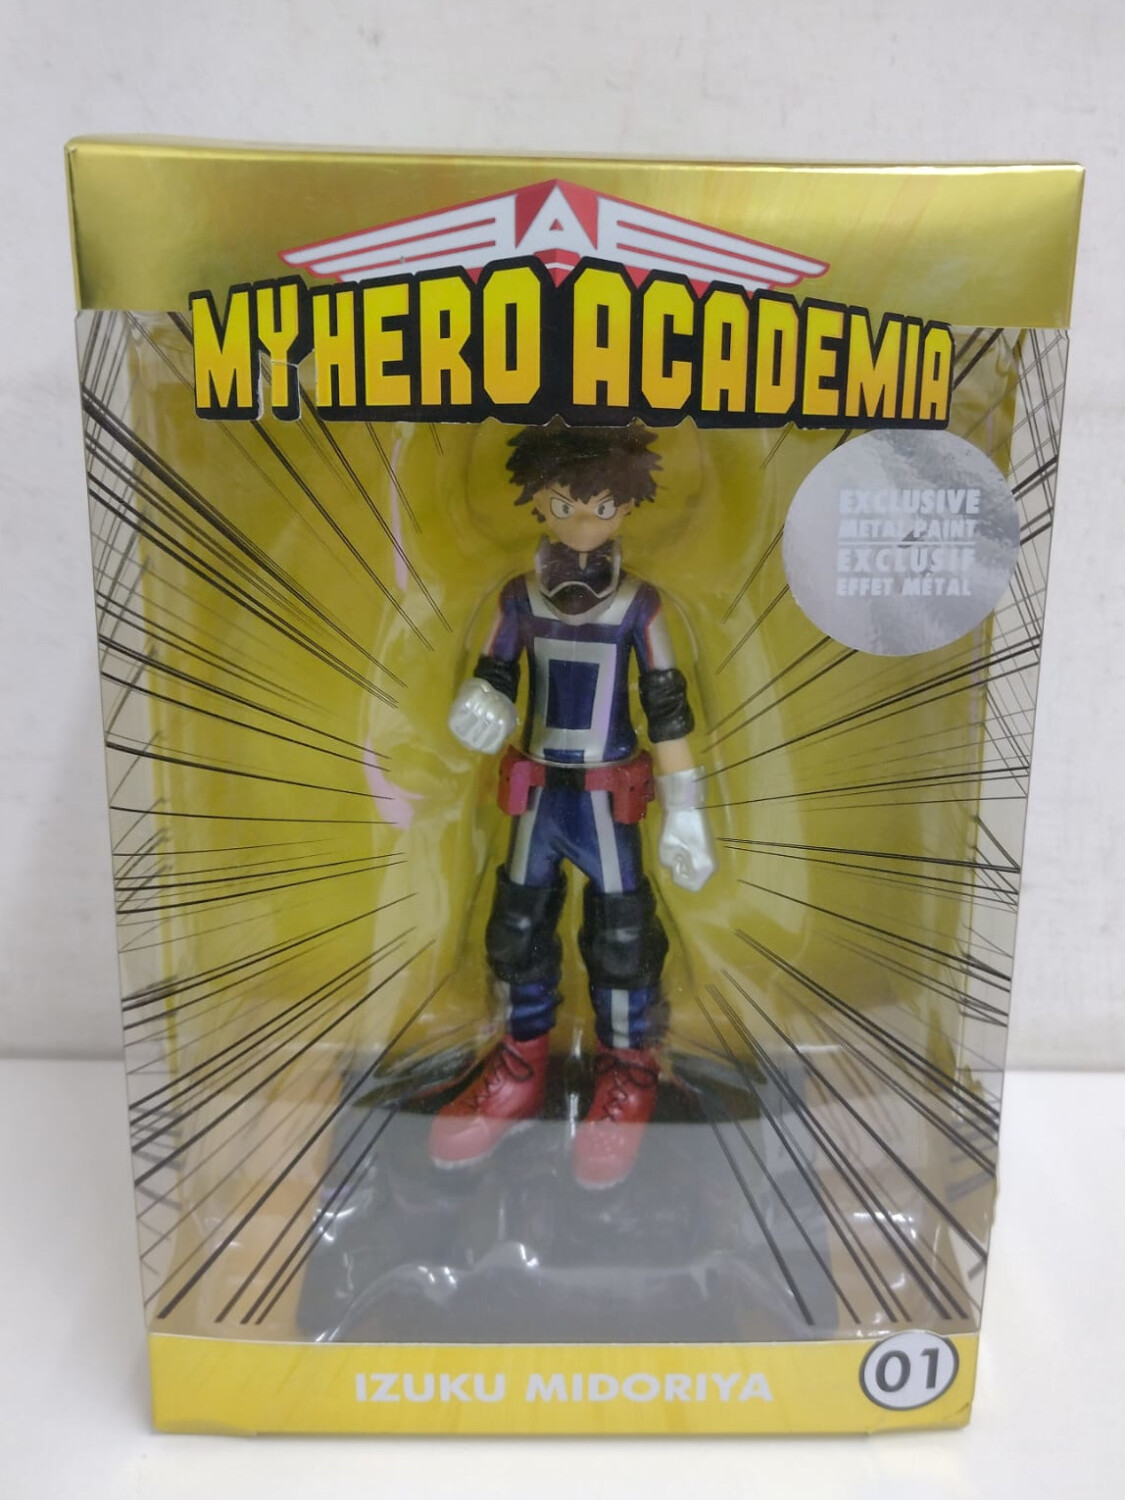 MY HERO ACADEMIA
EXCLUSIVE
METAL PAINT
EXCLUSIF
EFFET MÉTAL
IZUKU MIDORIYA
01